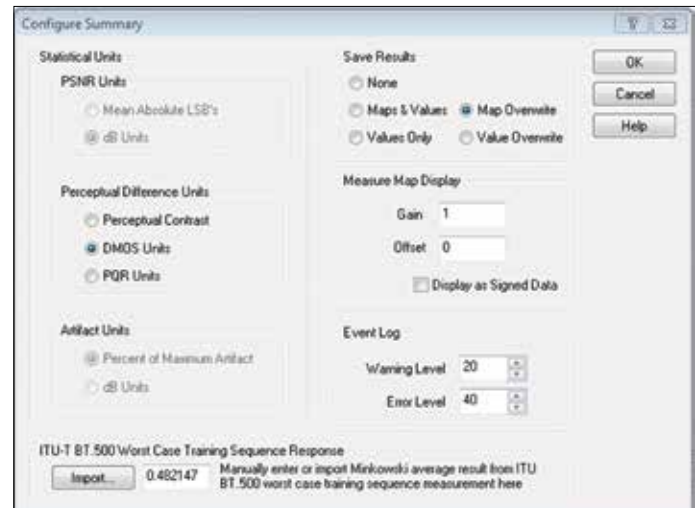 Configure Summary
Statistical Units
PSNR Units
Mean Absolute LSB's
dB Units
Perceptual Difference Units
Perceptual Contrast
DMOS Units
PQR Units
Artifact Units
Percent of Maximum Artifact
dB Units
Save Results
None
Maps & Values
Map Overwrite
Values Only
Value Overwrite
Measure Map Display
Gain 1
Offset 0
Display as Signed Data
Event Log
Warning Level 20
Error Level 40
OK
Cancel
Help
ITU-T BT.500 Worst Case Training Sequence Response
Import... 0.482147
Manually enter or import Minkowski average result from ITU
BT.500 worst case training sequence measurement here